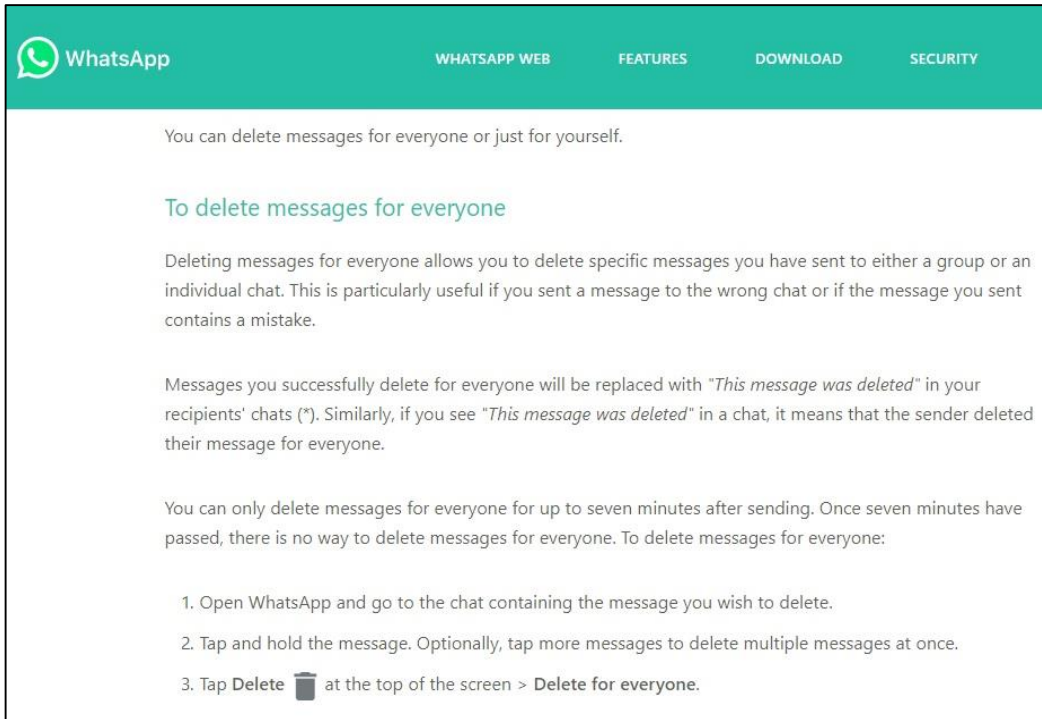 WhatsApp WHATSAPP WEB FEATURES DOWNLOAD SECURITY
You can delete messages for everyone or just for yourself.
To delete messages for everyone
Deleting messages for everyone allows you to delete specific messages you have sent to either a group or an
individual chat. This is particularly useful if you sent a message to the wrong chat or if the message you sent
contains a mistake.
Messages you successfully delete for everyone will be replaced with "This message was deleted" in your
recipients' chats (*). Similarly, if you see "This message was deleted" in a chat, it means that the sender deleted
their message for everyone.
You can only delete messages for everyone for up to seven minutes after sending. Once seven minutes have
passed, there is no way to delete messages for everyone. To delete messages for everyone:
1. Open WhatsApp and go to the chat containing the message you wish to delete.
2. Tap and hold the message. Optionally, tap more messages to delete multiple messages at once.
3. Tap Delete at the top of the screen > Delete for everyone.